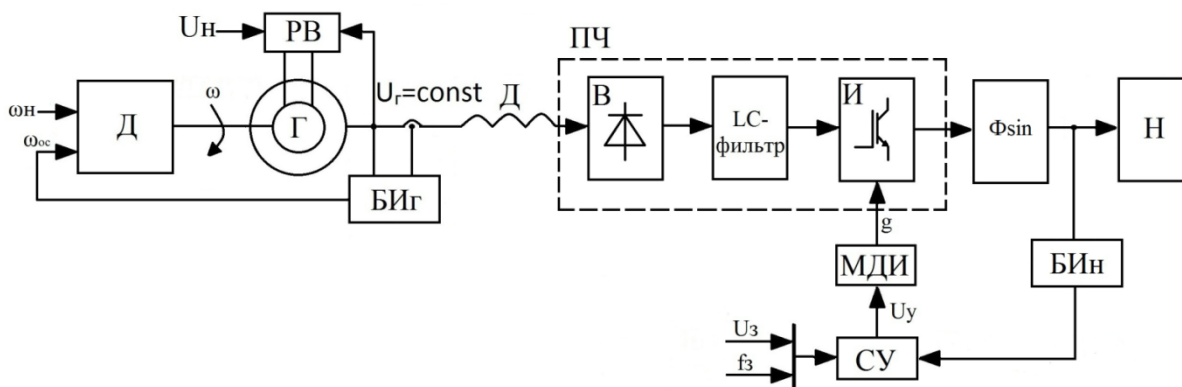 Uн
РВ
ПЧ
ωн
ωос
Д
ω
Г
Uг=const
Д
В
LC-
фильтр
И
Фsin
Н
БИг
g
МДИ
БИн
Uу
Uз
fз
СУ